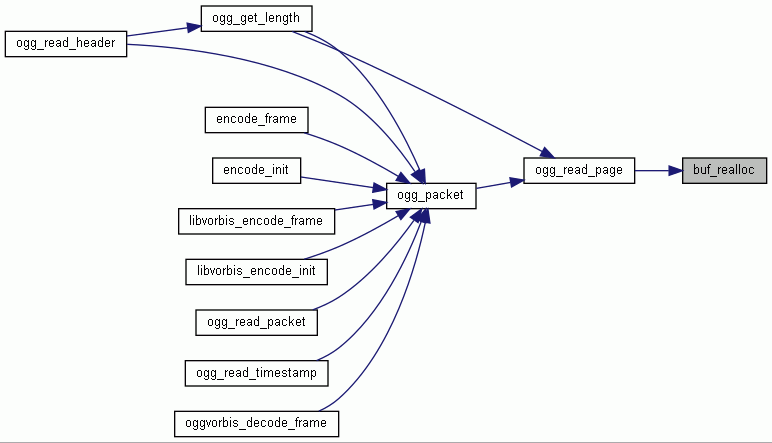 ogg_get_length
ogg_read_header
encode_frame
encode_init
ogg_read_page
buf_realloc
ogg_packet
libvorbis_encode_frame
libvorbis_encode_init
ogg_read_packet
ogg_read_timestamp
oggvorbis_decode_frame